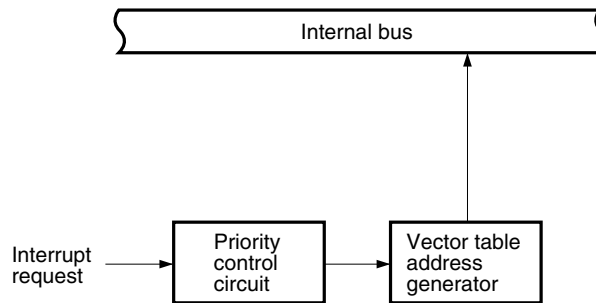 Internal bus
Interrupt
request
Priority
control
circuit
Vector table
address
generator